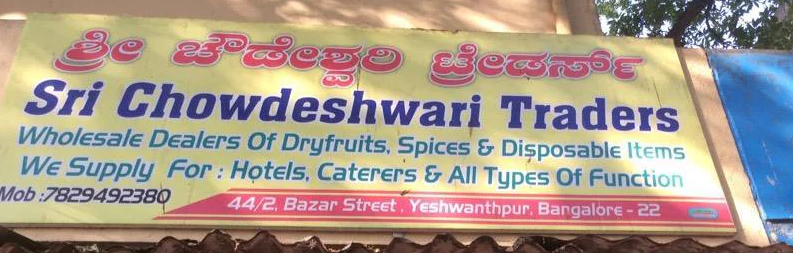 ಶ್ರೀ ಚೌಡೇಶ್ವರಿ ಟ್ರೇಡರ್ಸ್
Sri Chowdeshwari Traders
Wholesale Dealers Of Dryfruits, Spices & Disposable Items
We Supply For : Hotels, Caterers & All Types Of Function
Mob :7829492380
44/2, Bazar Street , Yeshwanthpur, Bangalore - 22